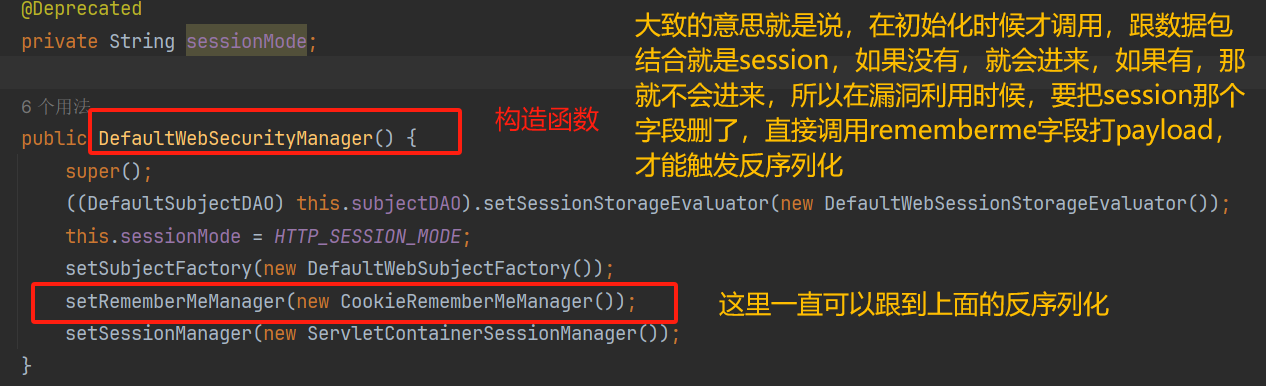 @Deprecated
private String sessionMode;
大致的意思就是说，在初始化时候才调用，跟数据包
结合就是session，如果没有，就会进来，如果有，那
就不会进来，所以在漏洞利用时候，要把session那个
字段删了，直接调用rememberme字段打payload，
才能触发反序列化
6 个用法
public DefaultWebSecurityManager() {
构造函数
super();
((DefaultSubjectDAO) this.subjectDAO).setSessionStorageEvaluator(new DefaultWebSessionStorageEvaluator());
this.sessionMode = HTTP_SESSION_MODE;
setSubjectFactory(new DefaultWebSubjectFactory());
setRememberMeManager(new CookieRememberMeManager());
这里一直可以跟到上面的反序列化
setSessionManager(new ServletContainerSessionManager());
}